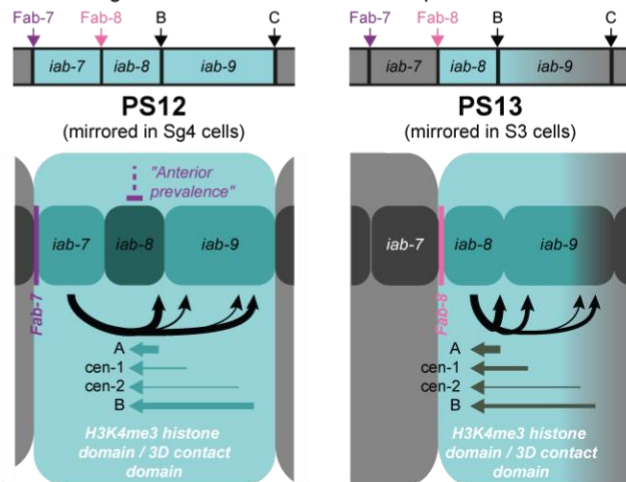 Fab-7 Fab-8 B C
iab-7 iab-8 iab-9
PS12
(mirrored in Sg4 cells)
"Anterior
prevalence"
iab-7 iab-8 iab-9
Fab-7
A
cen-1
cen-2
B
H3K4me3 histone
domain / 3D contact
domain
Fab-7 Fab-8 B C
iab-7 iab-8 iab-9
PS13
(mirrored in S3 cells)
iab-7 iab-8 iab-9
Fab-8
A
cen-1
cen-2
B
H3K4me3 histone
domain / 3D contact
domain